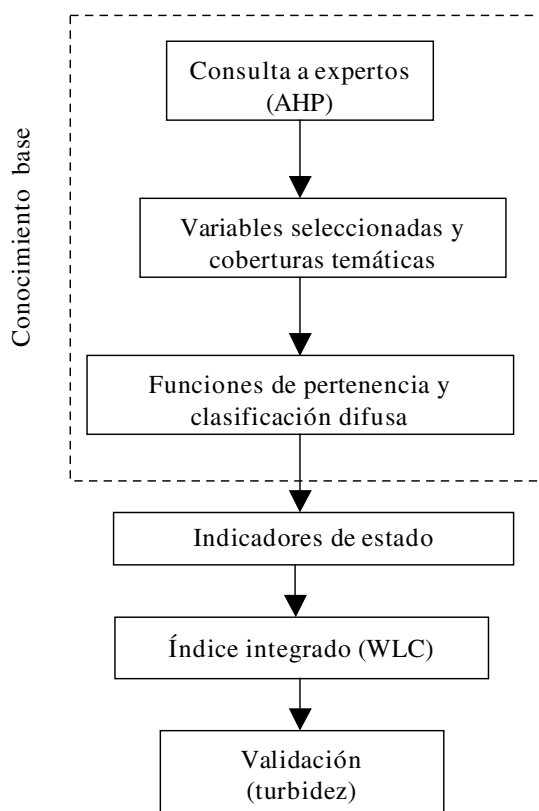 Conocimiento base
Consulta a expertos
(AHP)
Variables seleccionadas y
coberturas temáticas
Funciones de pertenencia y
clasificación difusa
Indicadores de estado
Índice integrado (WLC)
Validación
(turbidez)